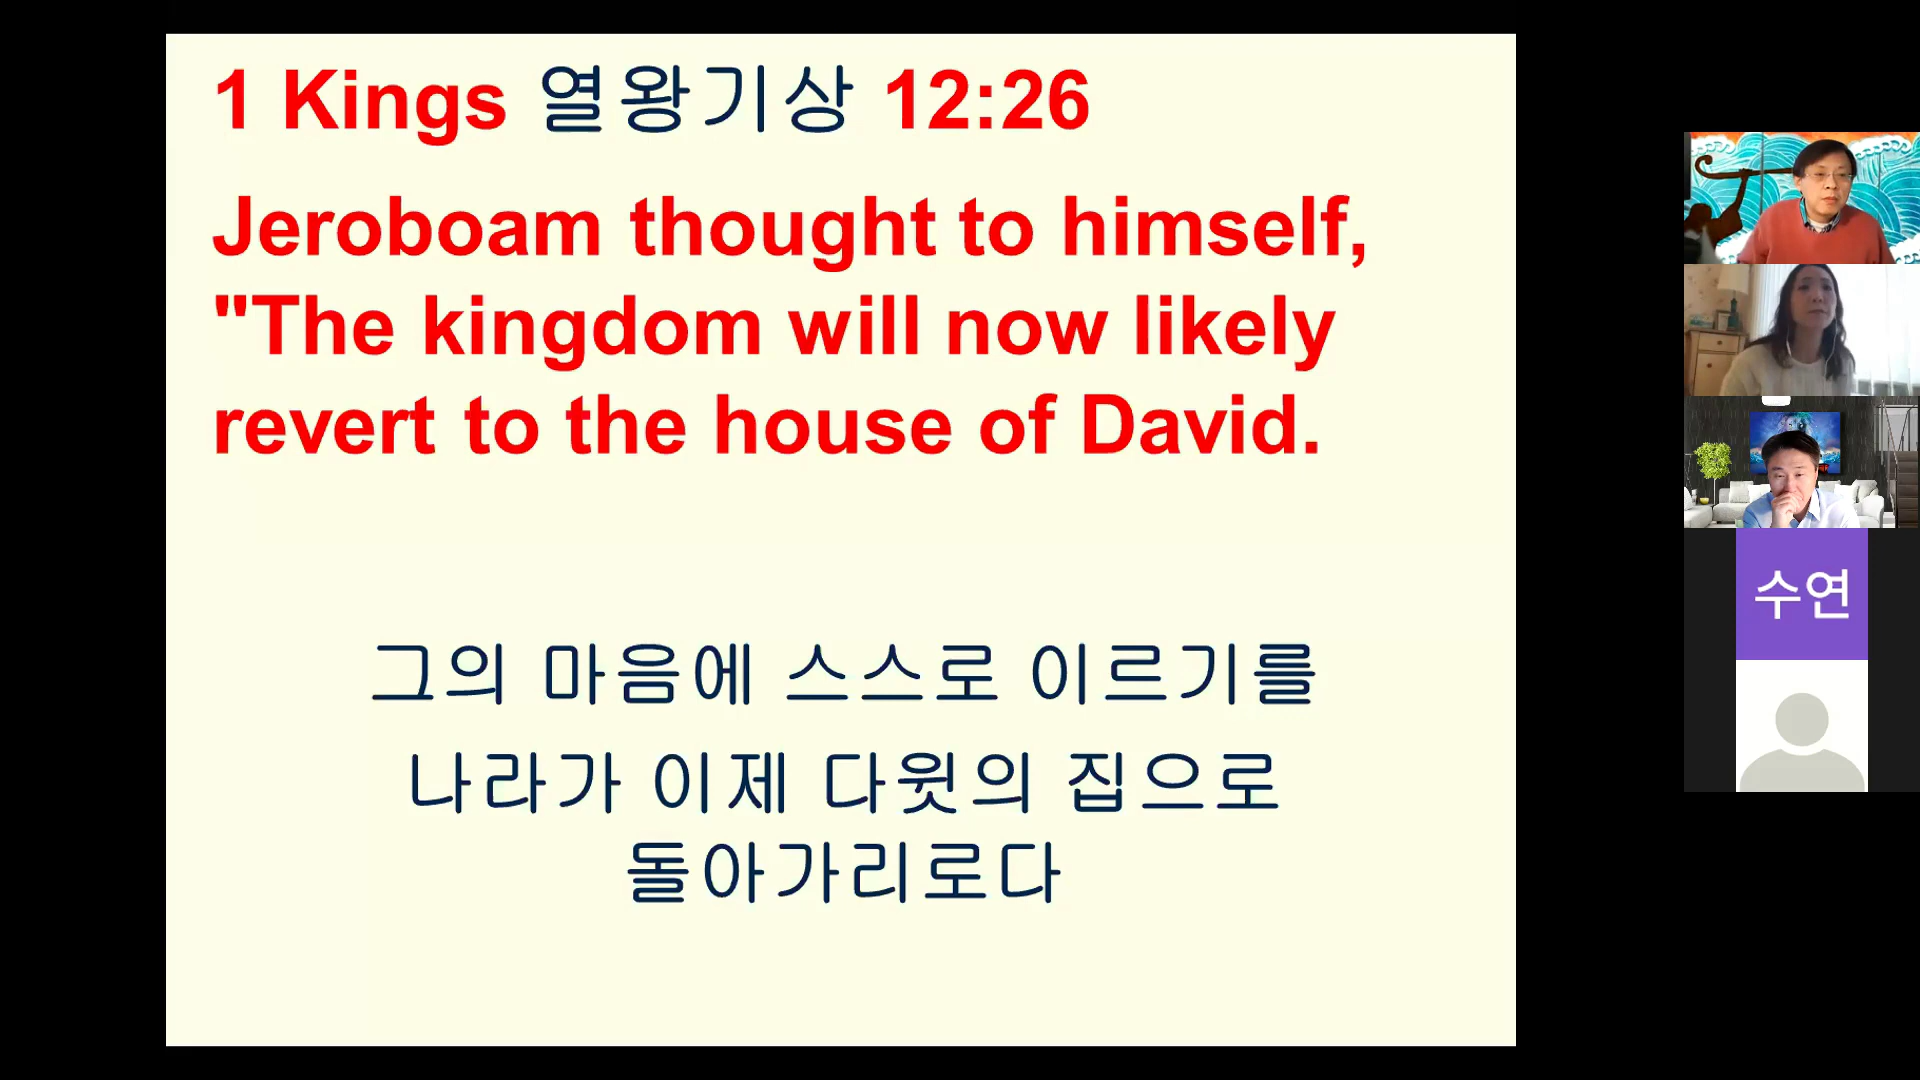 1 Kings 열왕기상 12:26
Jeroboam thought to himself,
"The kingdom will now likely
revert to the house of David.
그의 마음에 스스로 이르기를
나라가 이제 다윗의 집으로
돌아가리로다
수연